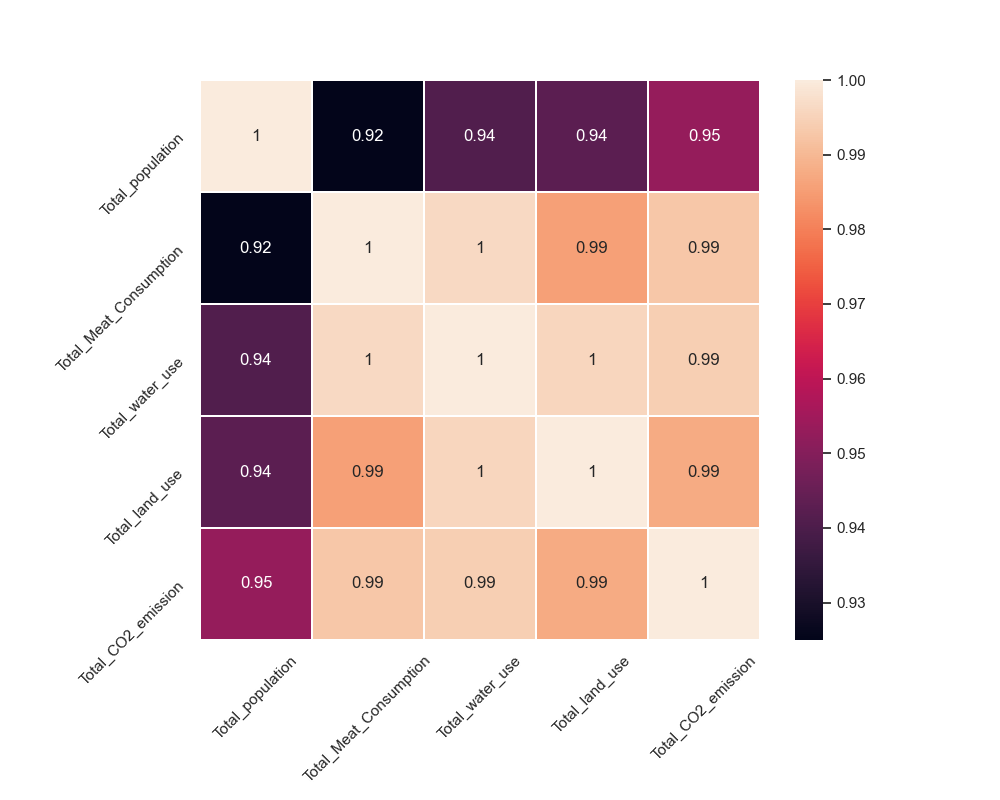 Total_population 1 0.92 0.94 0.94 0.95
Total_Meat_Consumption 0.92 1 1 0.99 0.99
Total_water_use 0.94 1 1 1 0.99
Total_land_use 0.94 0.99 1 1 0.99
Total_CO2_emission 0.95 0.99 0.99 0.99 1
Total_population Total_Meat_Consumption Total_water_use Total_land_use Total_CO2_emission
1.00
0.99
0.98
0.97
0.96
0.95
0.94
0.93